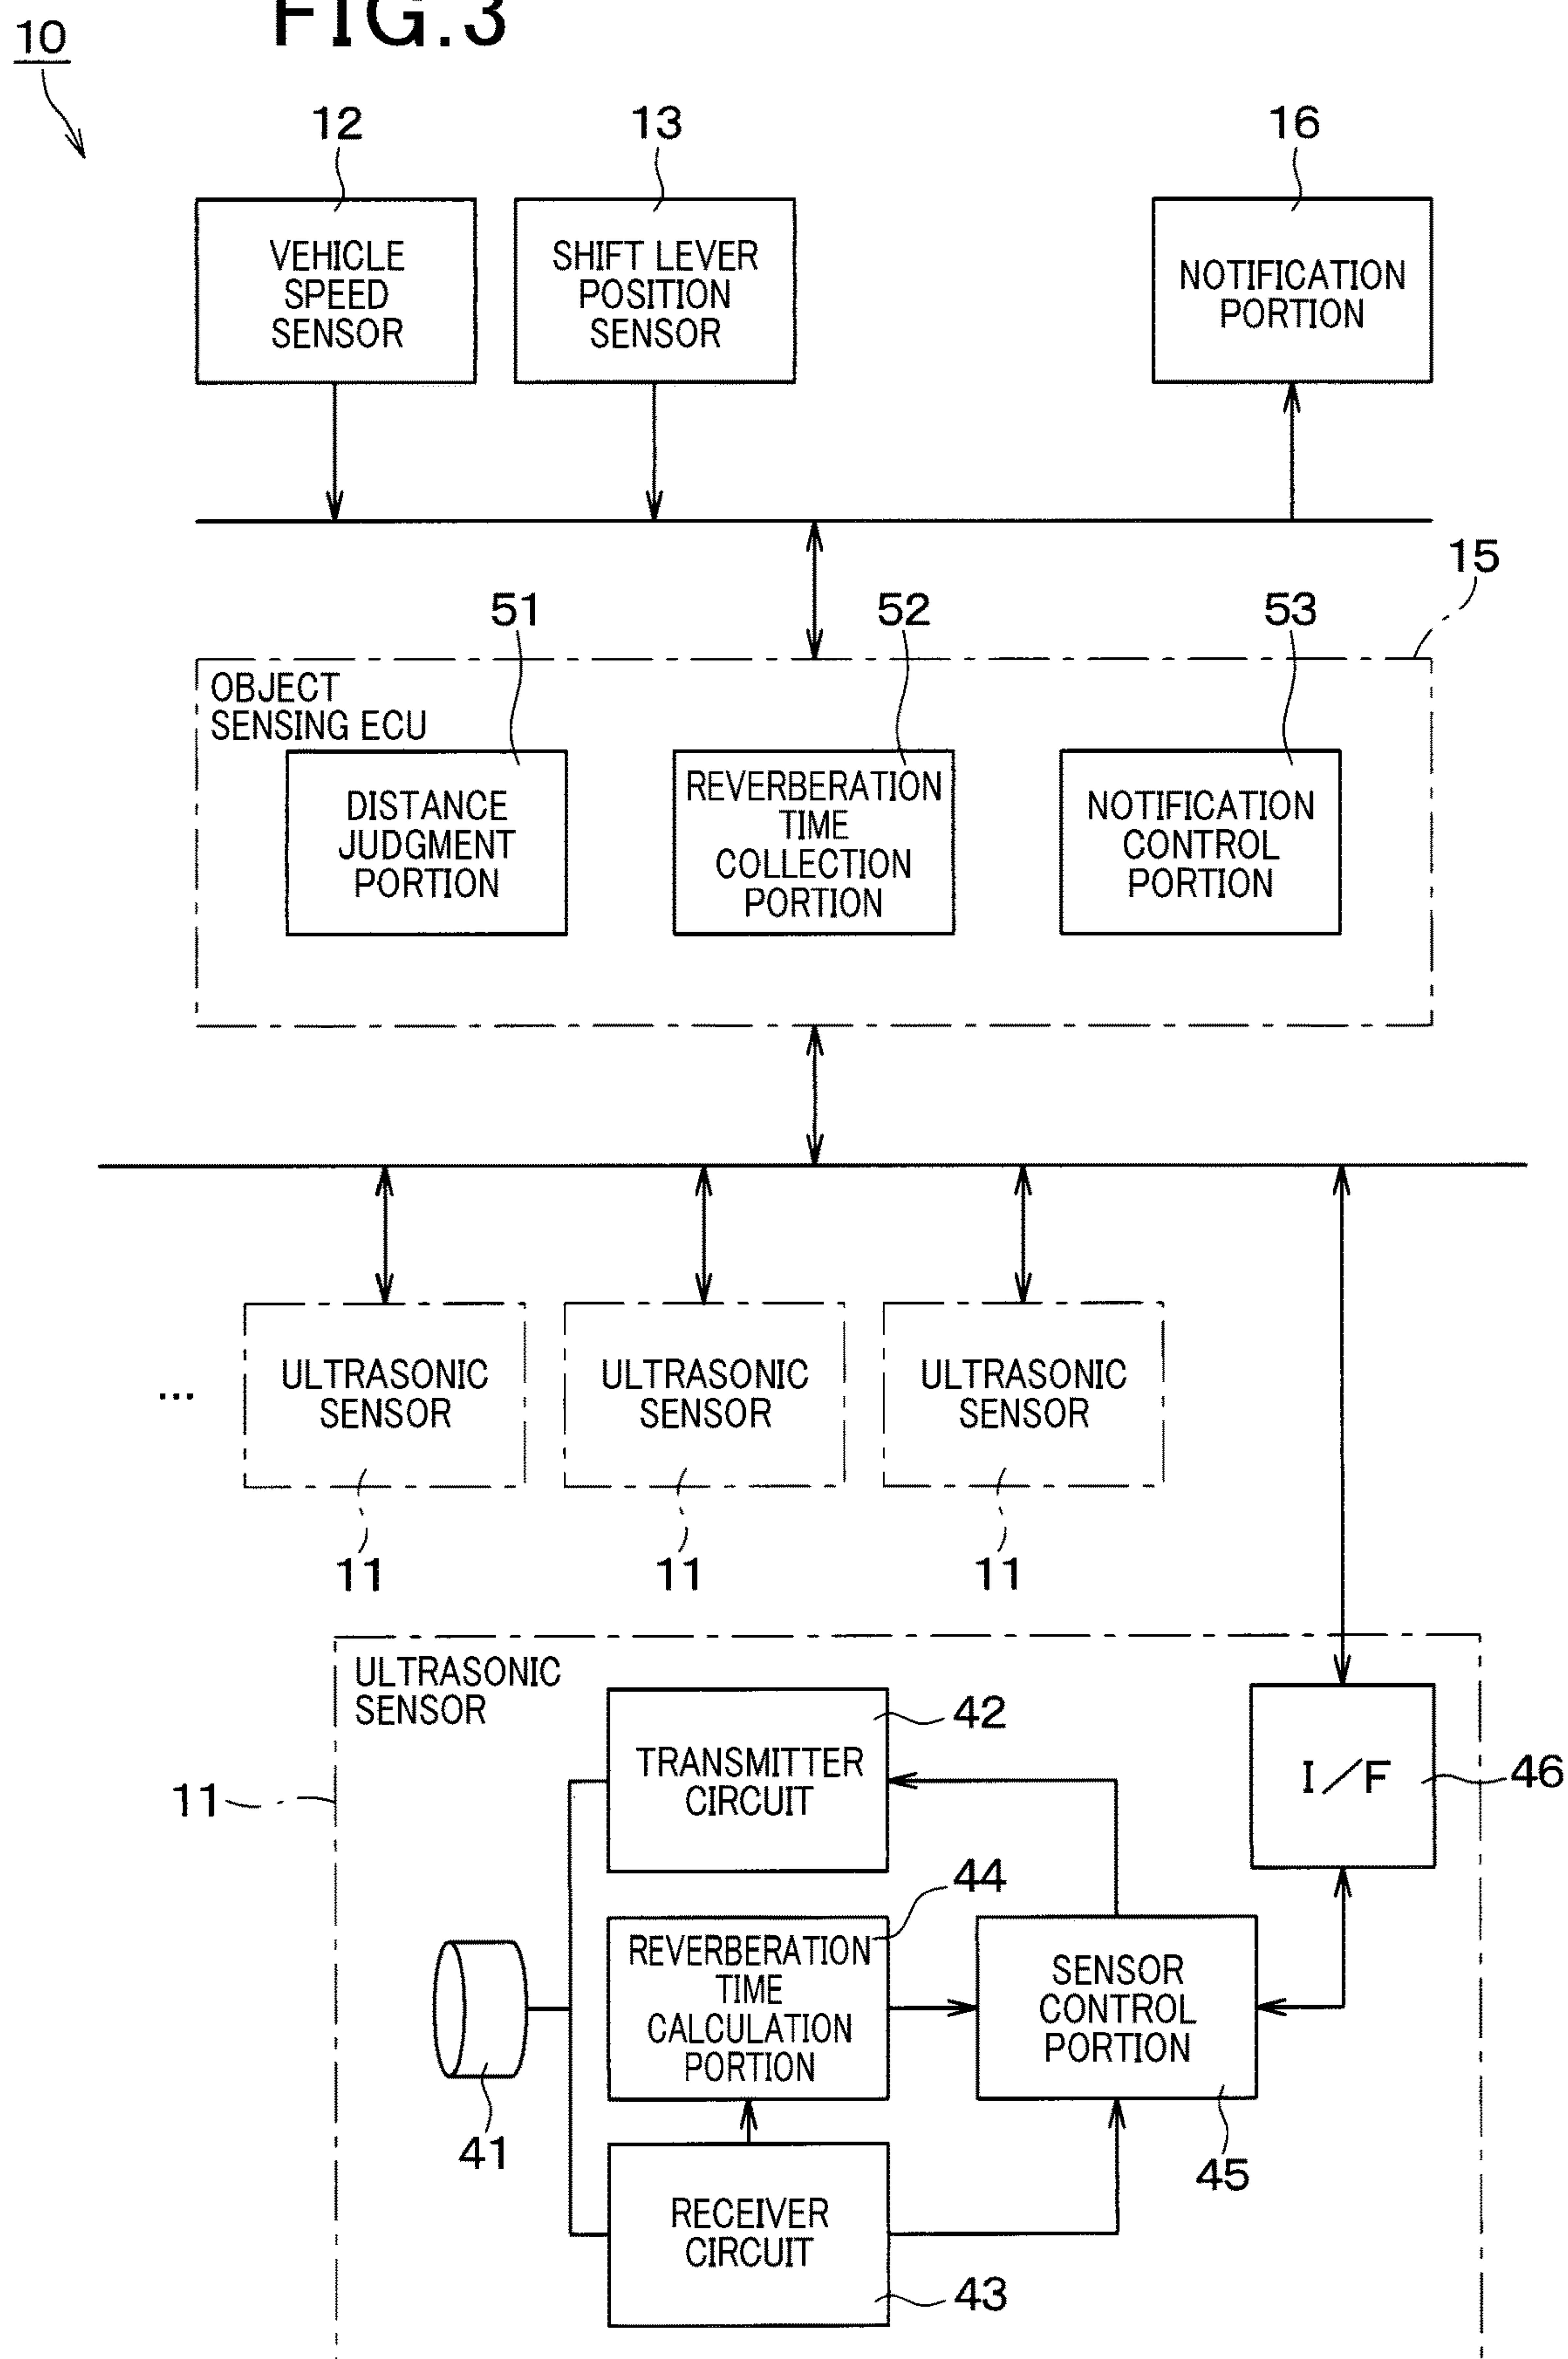 FIG.3
10
12
13
16
VEHICLE
SPEED
SENSOR
SHIFT LEVER
POSITION
SENSOR
NOTIFICATION
PORTION
15
51
52
53
OBJECT
SENSING ECU
DISTANCE
JUDGMENT
PORTION
REVERBERATION
TIME
COLLECTION
PORTION
NOTIFICATION
CONTROL
PORTION
...
ULTRASONIC
SENSOR
ULTRASONIC
SENSOR
ULTRASONIC
SENSOR
11
11
11
ULTRASONIC
SENSOR
11
42
TRANSMITTER
CIRCUIT
I/F
46
44
REVERBERATION
TIME
CALCULATION
PORTION
SENSOR
CONTROL
PORTION
41
45
RECEIVER
CIRCUIT
43